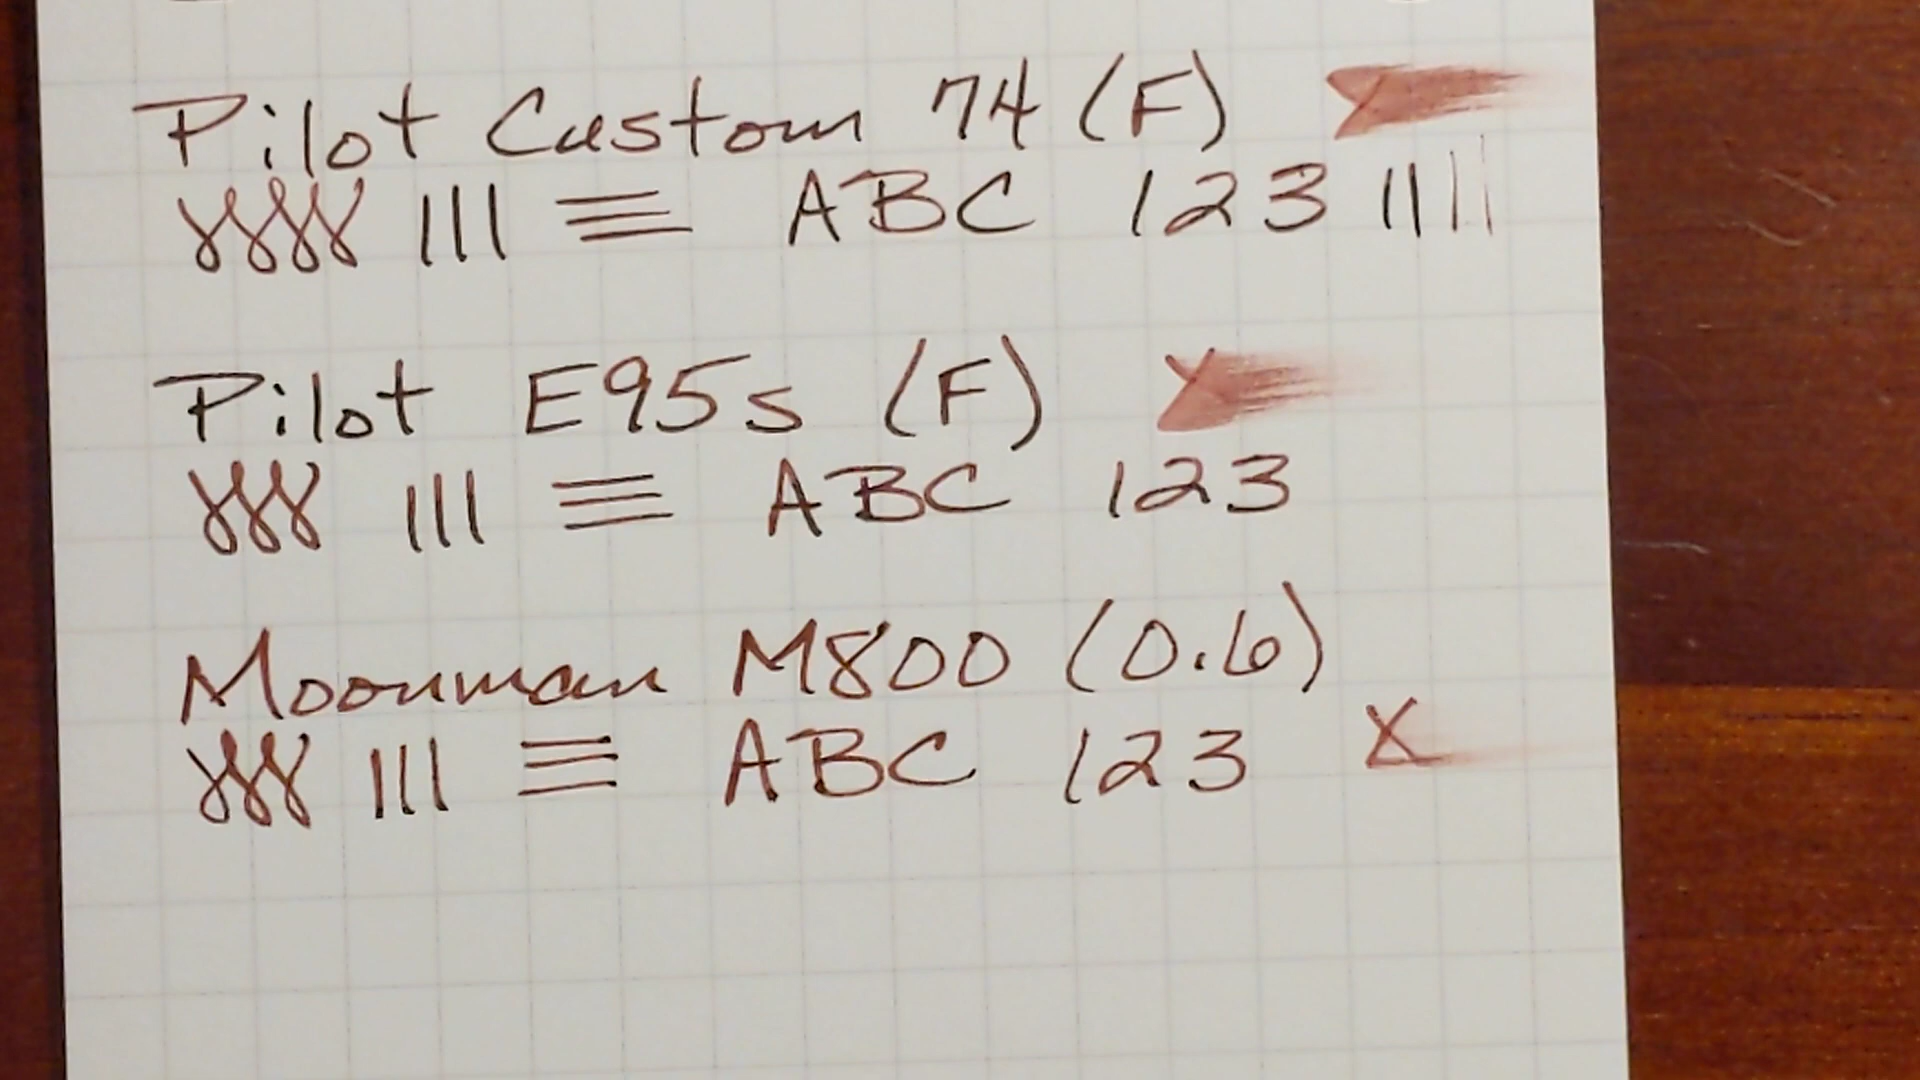 Pilot Custom 74 (F) X
||| ≡ ABC 123 ||||
Pilot E95s (F) X
||| ≡ ABC 123
Moonman M800 (0.6)
||| ≡ ABC 123 X